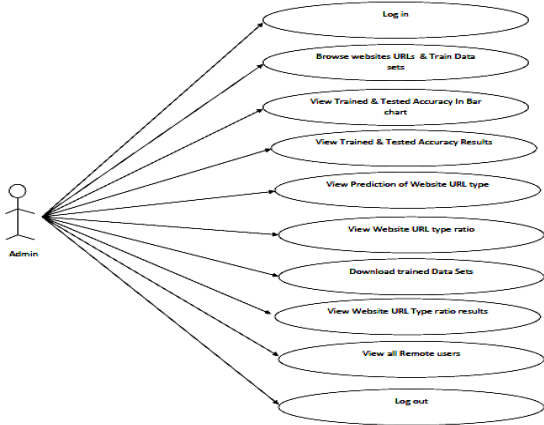 Log in
Browse websites URLs & Train Data
sets
View Trained & Tested Accuracy In Bar
chart
View Trained & Tested Accuracy Results
View Prediction of Website URL type
View Website URL type ratio
Admin
Download trained Data Sets
View Website URL Type ratio results
View all Remote users
Log out